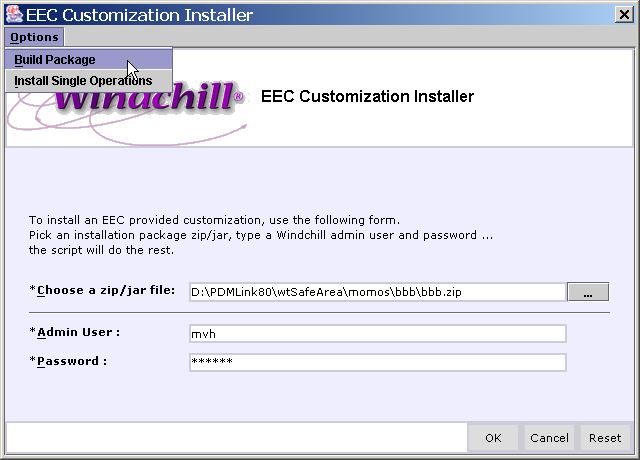 EEC Customization Installer
Options
Build Package
Install Single Operations
Windchill®
EEC Customization Installer
To install an EEC provided customization, use the following form.
Pick an installation package zip/jar, type a Windchill admin user and password ...
the script will do the rest.
*Choose a zip/jar file:
D:\PDMLink80\wtSafeArea\momos\bbb\bbb.zip
...
*Admin User :
mvh
*Password :
******
OK
Cancel
Reset